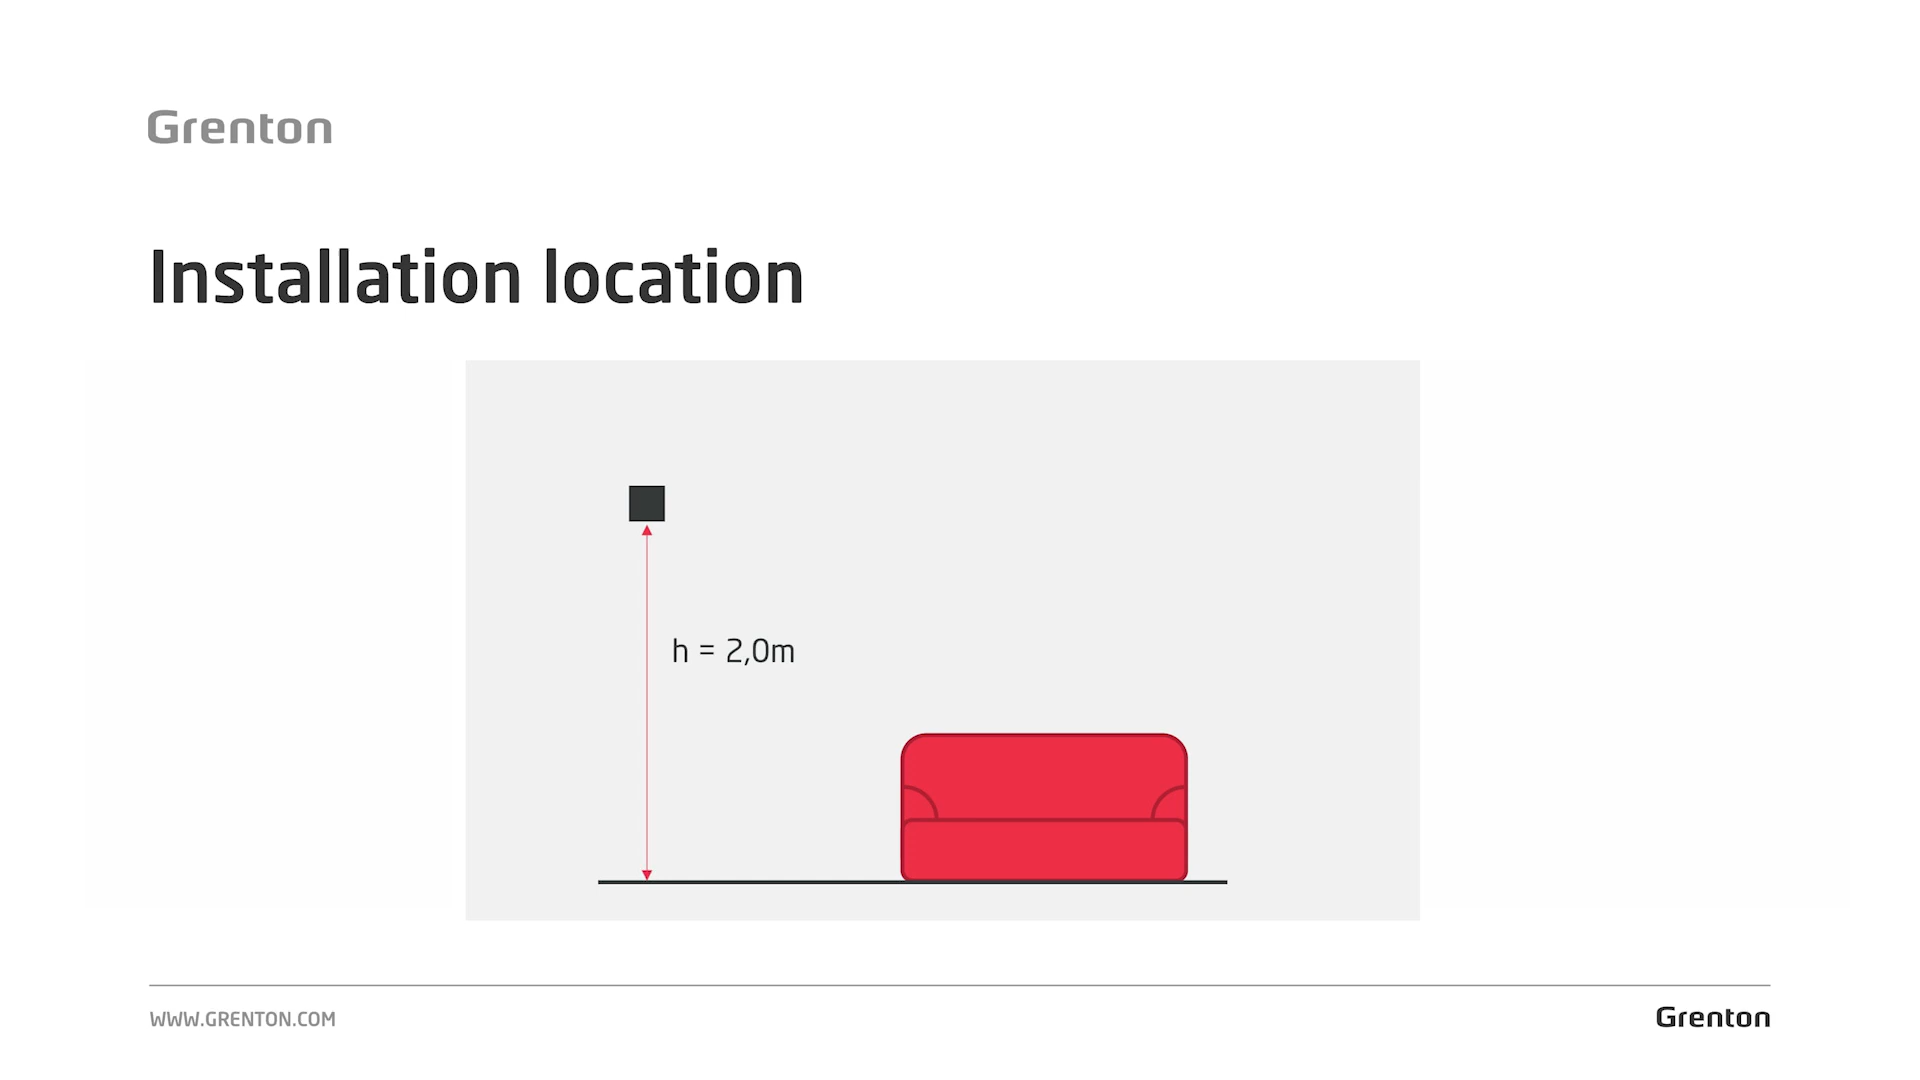 Grenton
Installation location
h = 2,0m
WWW.GRENTON.COM
Grenton